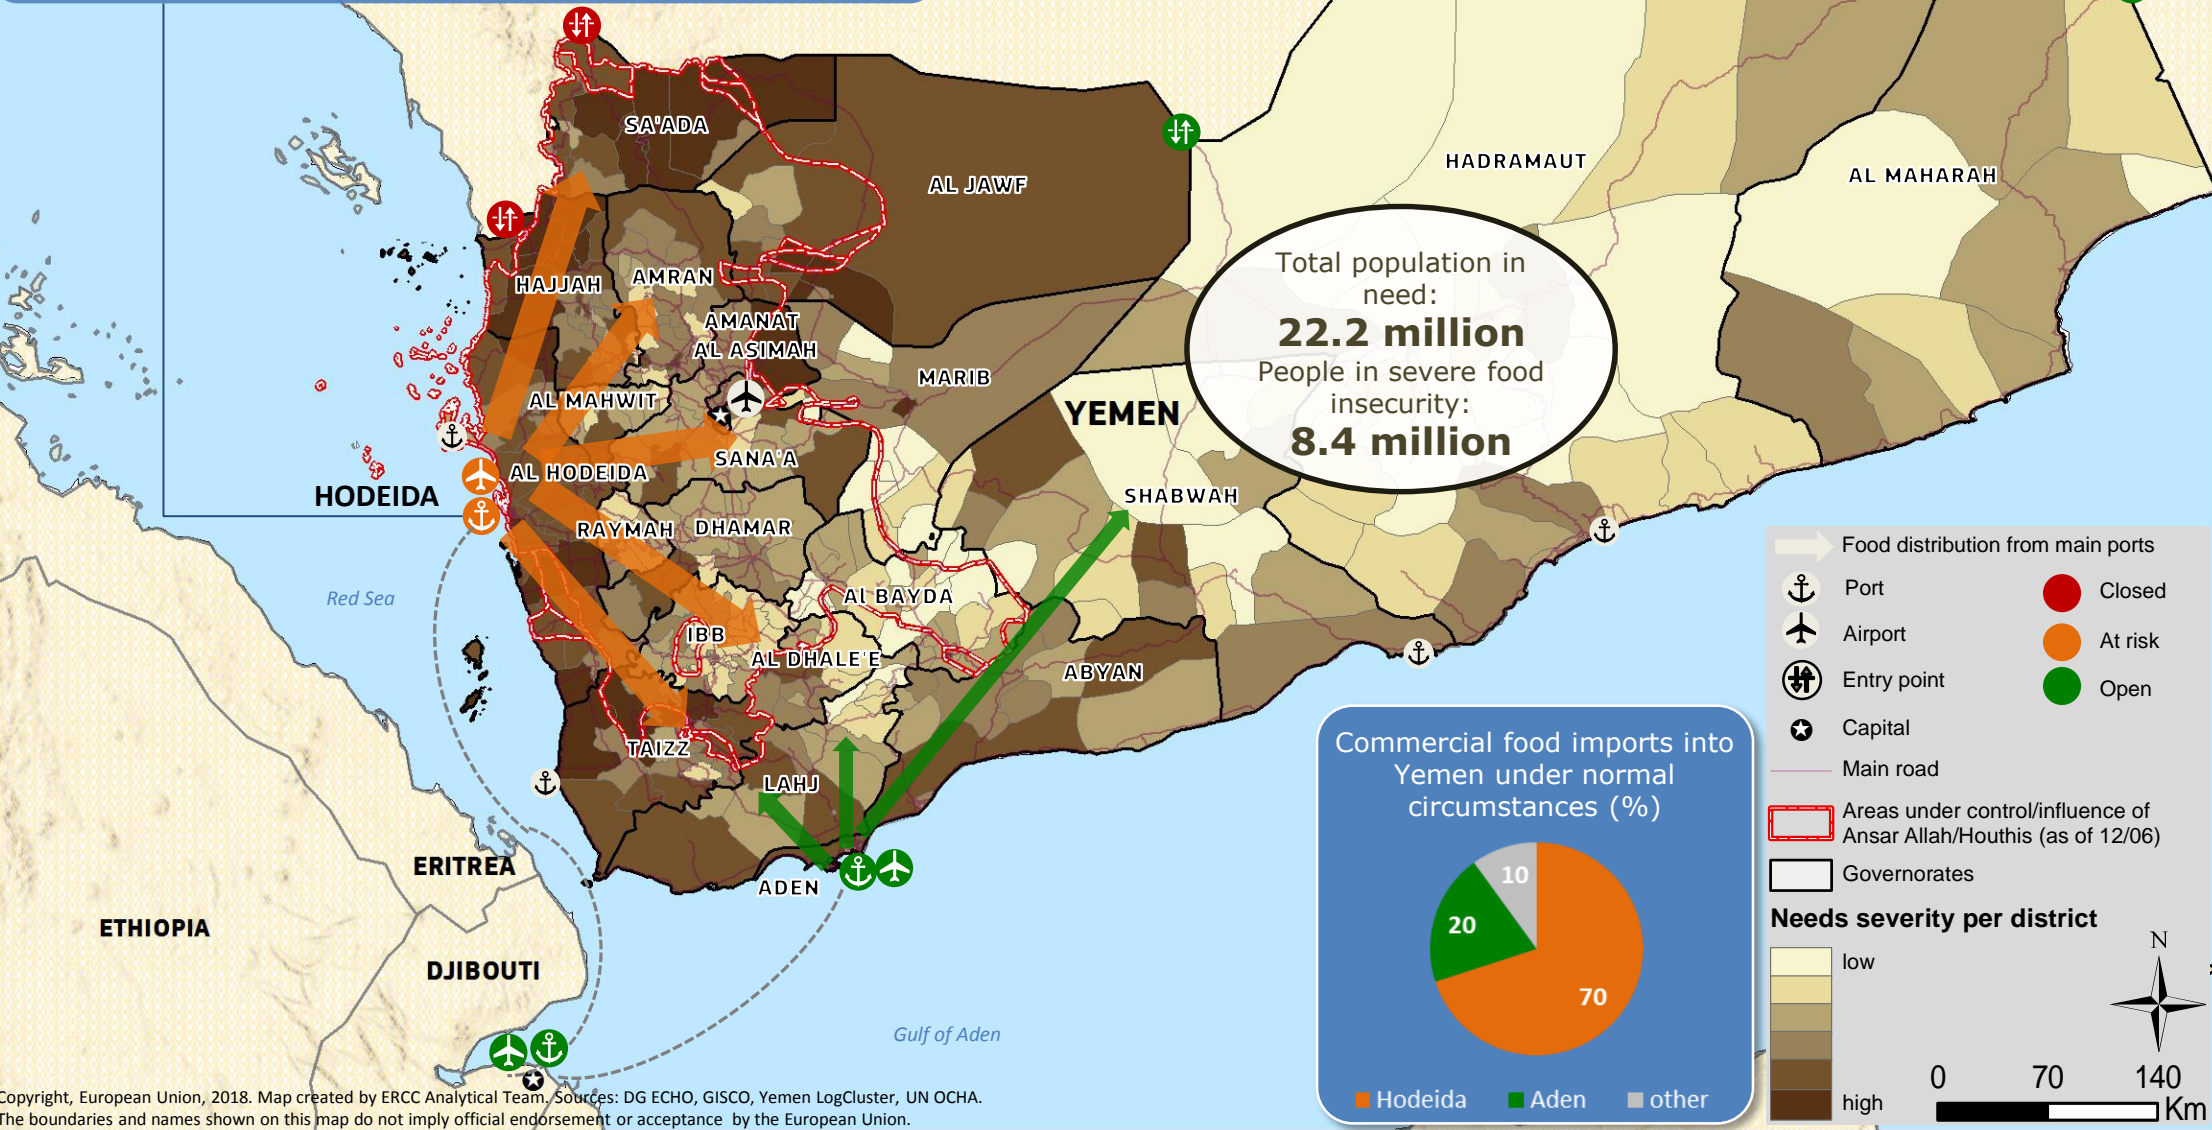 SA'ADA
AL JAWF
HADRAMAUT
AL MAHARAH
HAJJAH
AMRAN
AMANAT
AL ASIMAH
MARIB
AL MAHWIT
YEMEN
Total population in
need:
22.2 million
People in severe food
insecurity:
8.4 million
SANA'A
AL HODEIDA
HODEIDA
SHABWAH
RAYMAH
DHAMAR
Red Sea
Al BAYDA
IBB
AL DHALE'E
ABYAN
TAIZZ
LAHJ
ADEN
ERITREA
ETHIOPIA
DJIBOUTI
Gulf of Aden
Commercial food imports into
Yemen under normal
circumstances (%)
10
20
70
Hodeida
Aden
other
Food distribution from main ports
Port
Closed
Airport
At risk
Entry point
Open
Capital
Main road
Areas under control/influence of
Ansar Allah/Houthis (as of 12/06)
Governorates
Needs severity per district
low
high
N
0 70 140
Km
Copyright, European Union, 2018. Map created by ERCC Analytical Team. Sources: DG ECHO, GISCO, Yemen LogCluster, UN OCHA.
The boundaries and names shown on this map do not imply official endorsement or acceptance by the European Union.